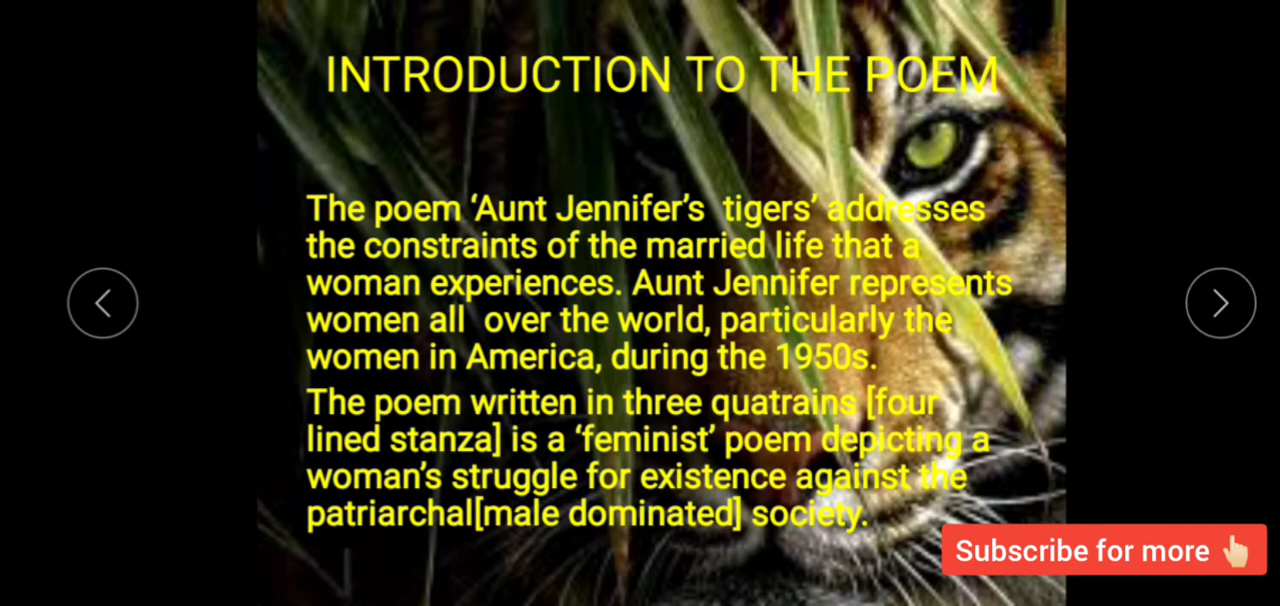 INTRODUCTION TO THE POEM
The poem ‘Aunt Jennifer’s  tigers’ addresses
the constraints of the married life that a
woman experiences. Aunt Jennifer represents
women all  over the world, particularly the
women in America, during the 1950s.
The poem written in three quatrains [four
lined stanza] is a ‘feminist’ poem depicting a
woman’s struggle for existence against the
patriarchal[male dominated] society.
Subscribe for more 👆🏻